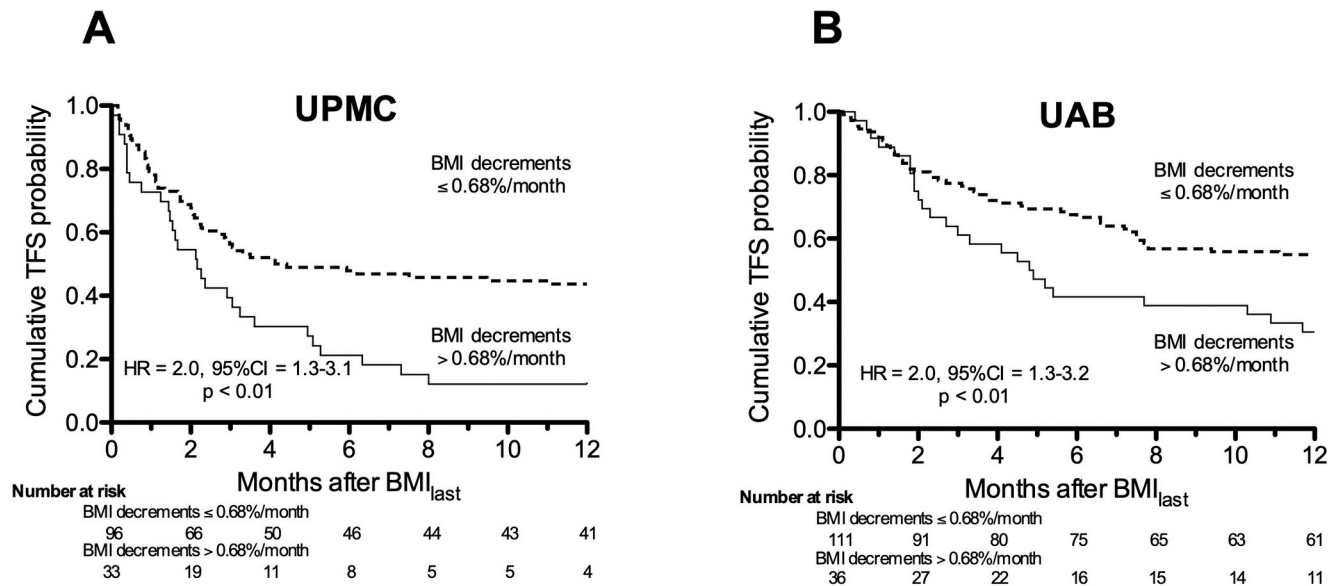 A
UPMC
Cumulative TFS probability
1.0
0.8
0.6
0.4
0.2
0.0
BMI decrements
≤ 0.68%/month
BMI decrements
> 0.68%/month
HR = 2.0, 95%CI = 1.3-3.1
p < 0.01
0 2 4 6 8 10 12
Months after BMIlast
Number at risk
BMI decrements ≤ 0.68%/month
96 66 50 46 44 43 41
BMI decrements > 0.68%/month
33 19 11 8 5 5 4
B
UAB
Cumulative TFS probability
1.0
0.8
0.6
0.4
0.2
0.0
BMI decrements
≤ 0.68%/month
BMI decrements
> 0.68%/month
HR = 2.0, 95%CI = 1.3-3.2
p < 0.01
0 2 4 6 8 10 12
Months after BMIlast
Number at risk
BMI decrements ≤ 0.68%/month
111 91 80 75 65 63 61
BMI decrements > 0.68%/month
36 27 22 16 15 14 11